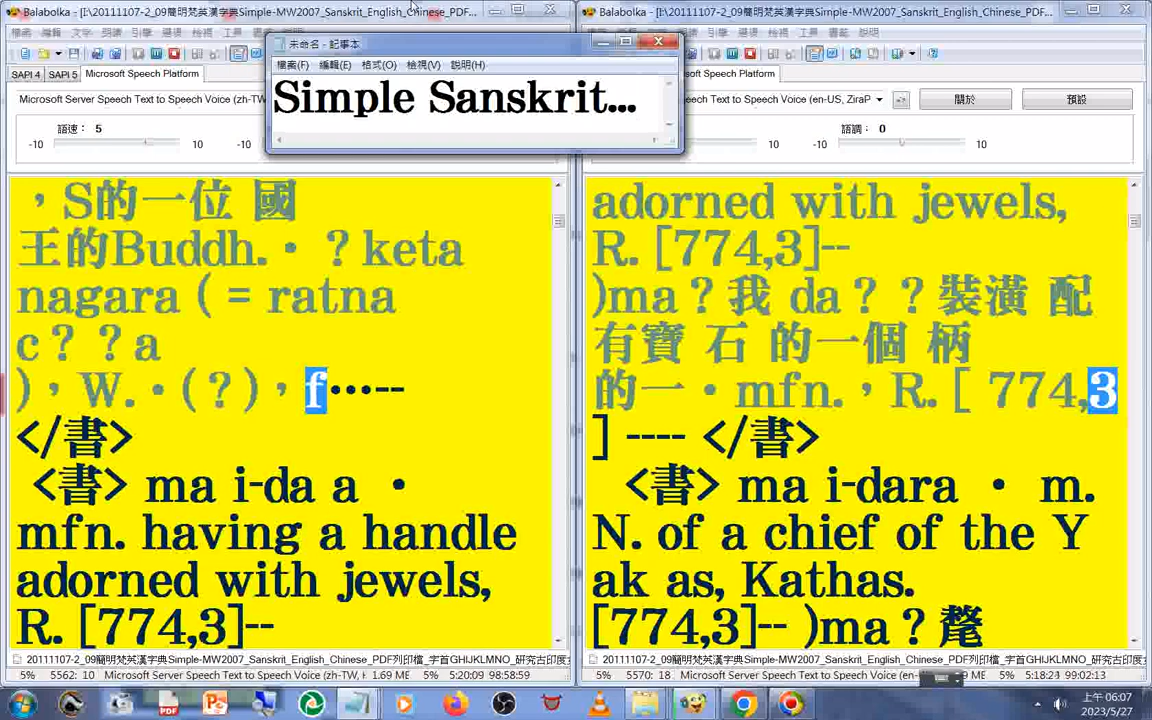 Balabolka - [I:\20111107-2_09簡明梵英漢字典Simple-MW2007_Sanskrit_English_Chinese_PDF...
Balabolka - [I:\20111107-2_09簡明梵英漢字典Simple-MW2007_Sanskrit_English_Chinese_PDF...
未命名 - 記事本
檔案(F) 編輯(E) 格式(O) 檢視(V) 說明(H)
Simple Sanskrit...
SAPI 4 SAPI 5 Microsoft Speech Platform
Speech Platform
Microsoft Server Speech Text to Speech Voice (zh-TW
eech Text to Speech Voice (en-US, ZiraP
關於
預設
語速： 5
-10 10 -10
語調： 0
10 -10 10
，S的一位 國
王的Buddh.·？keta
nagara ( = ratna
c？？a
)，W.·(？)，f…--
</書>
<書> ma i-da a ·
mfn. having a handle
adorned with jewels,
R. [774,3]--
adorned with jewels,
R. [774,3]--
)ma？我 da？？裝潢 配
有寶 石 的一個 柄
的一·mfn.，R. [ 774,3
] ---- </書>
<書> ma i-dara · m.
N. of a chief of the Y
ak as, Kathas.
[774,3]-- )ma？氂
20111107-2_09簡明梵英漢字典Simple-MW2007_Sanskrit_English_Chinese_PDF列印檔_字首GHIJKLMNO_研究古印度
20111107-2_09簡明梵英漢字典Simple-MW2007_Sanskrit_English_Chinese_PDF列印檔_字首GHIJKLMNO_研究古印度
5% 5562: 10 Microsoft Server Speech Text to Speech Voice (zh-TW, H 1.69 ME 5% 5:20:09 98:58:59
5% 5570: 18 Microsoft Server Speech Text to Speech Voice 5% 5:18:24 99:02:13
上午 06:07
2023/5/27